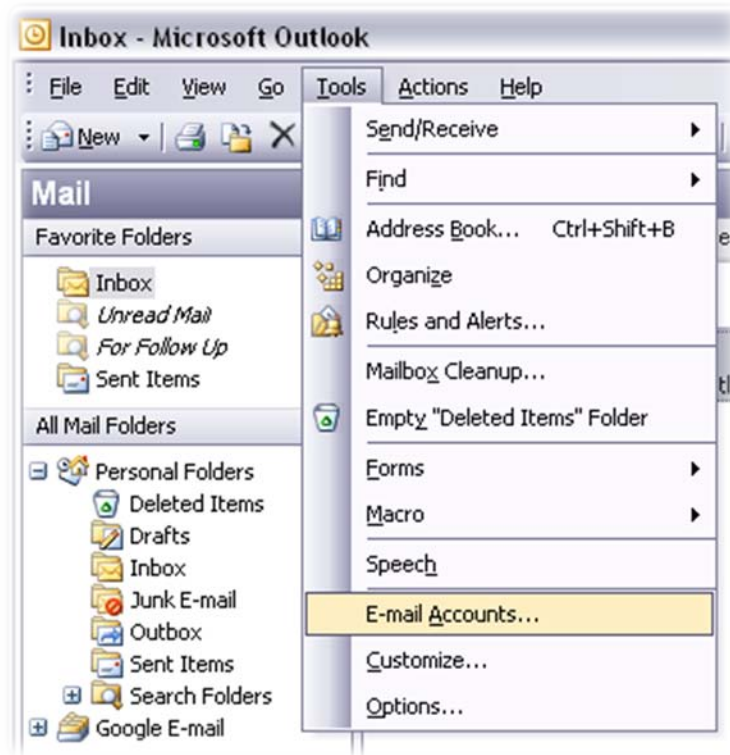 Inbox - Microsoft Outlook
File Edit View Go Tools Actions Help
New
Send/Receive
Find
Address Book... Ctrl+Shift+B
Organize
Rules and Alerts...
Mailbox Cleanup...
Empty "Deleted Items" Folder
Forms
Macro
Speech
E-mail Accounts...
Customize...
Options...
Mail
Favorite Folders
Inbox
Unread Mail
For Follow Up
Sent Items
All Mail Folders
Personal Folders
Deleted Items
Drafts
Inbox
Junk E-mail
Outbox
Sent Items
Search Folders
Google E-mail